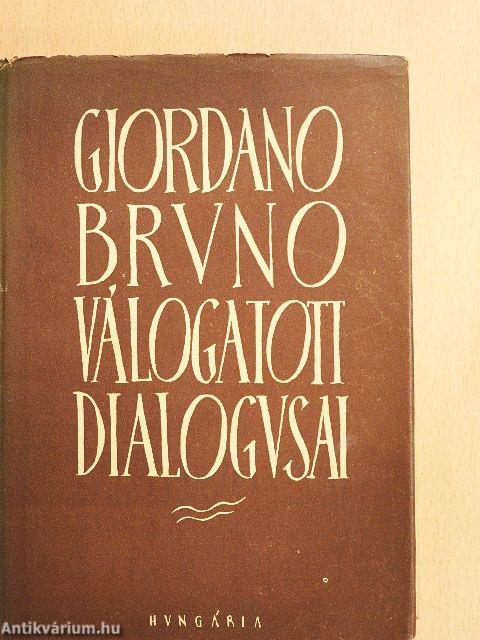 GIORDANO
BRVNO
VÁLOGATOTT
DIALOGVSAI
HVNGÁRIA
Antikvárium.hu